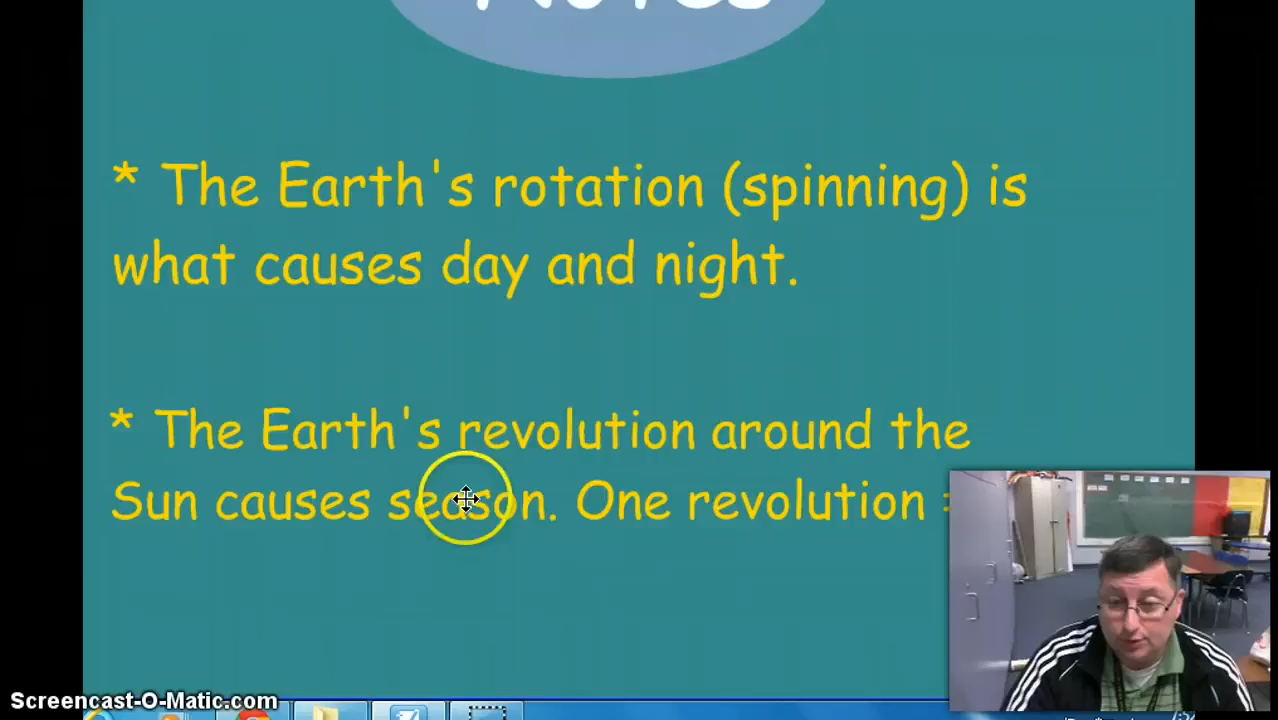 Notes
* The Earth's rotation (spinning) is
what causes day and night.
* The Earth's revolution around the
Sun causes season. One revolution =
Screencast-O-Matic.com